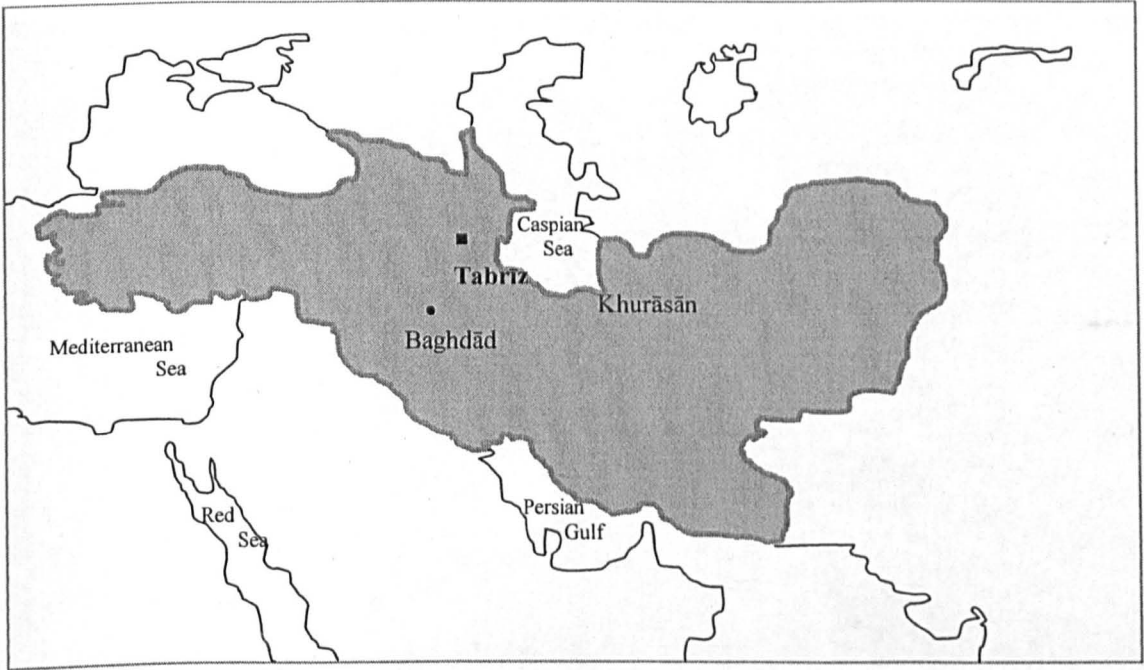 Caspian
Sea
Tabrīz
Khurāsān
Baghdād
Mediterranean
Sea
Persian
Gulf
Red
Sea